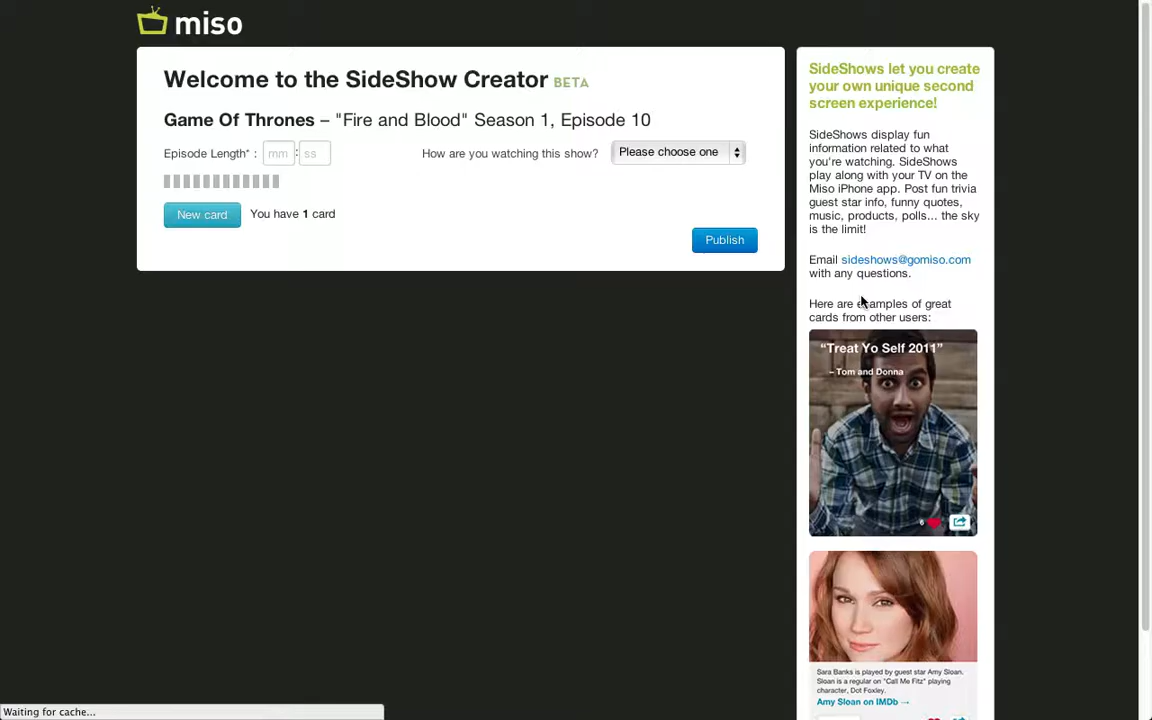 miso
Welcome to the SideShow Creator BETA
Game Of Thrones – "Fire and Blood" Season 1, Episode 10
Episode Length* : mm : ss
How are you watching this show? Please choose one
New card You have 1 card
Publish
SideShows let you create
your own unique second
screen experience!
SideShows display fun
information related to what
you're watching. SideShows
play along with your TV on the
Miso iPhone app. Post fun trivia
guest star info, funny quotes,
music, products, polls... the sky
is the limit!
Email sideshows@gomiso.com
with any questions.
Here are examples of great
cards from other users:
“Treat Yo Self 2011”
– Tom and Donna
6
Sara Banks is played by guest star Amy Sloan.
Sloan is a regular on "Call Me Fitz" playing
character, Dot Foxley.
Amy Sloan on IMDb →
Waiting for cache...